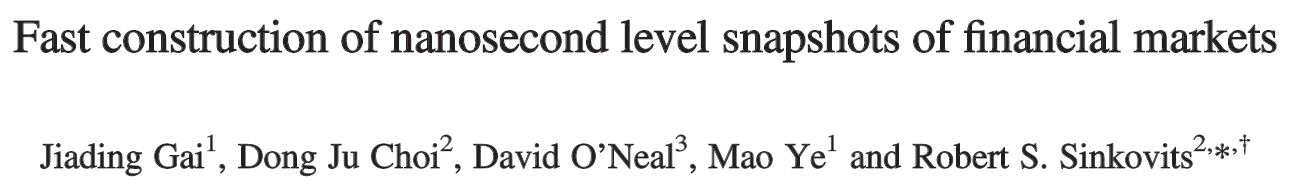 Fast construction of nanosecond level snapshots of financial markets
Jiading Gai¹, Dong Ju Choi², David O’Neal³, Mao Ye¹ and Robert S. Sinkovits²,*,†